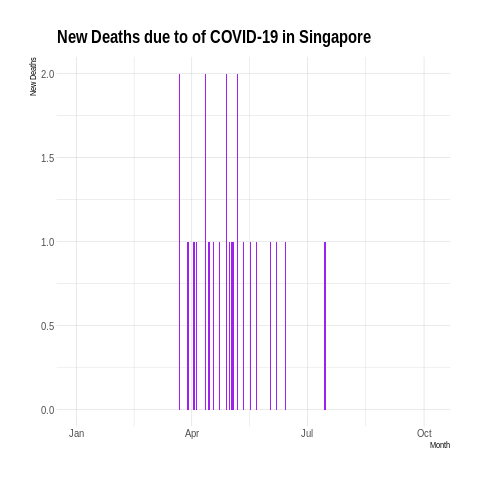 New Deaths due to of COVID-19 in Singapore
New Deaths
2.0
1.5
1.0
0.5
0.0
Jan Apr Jul Oct
Month